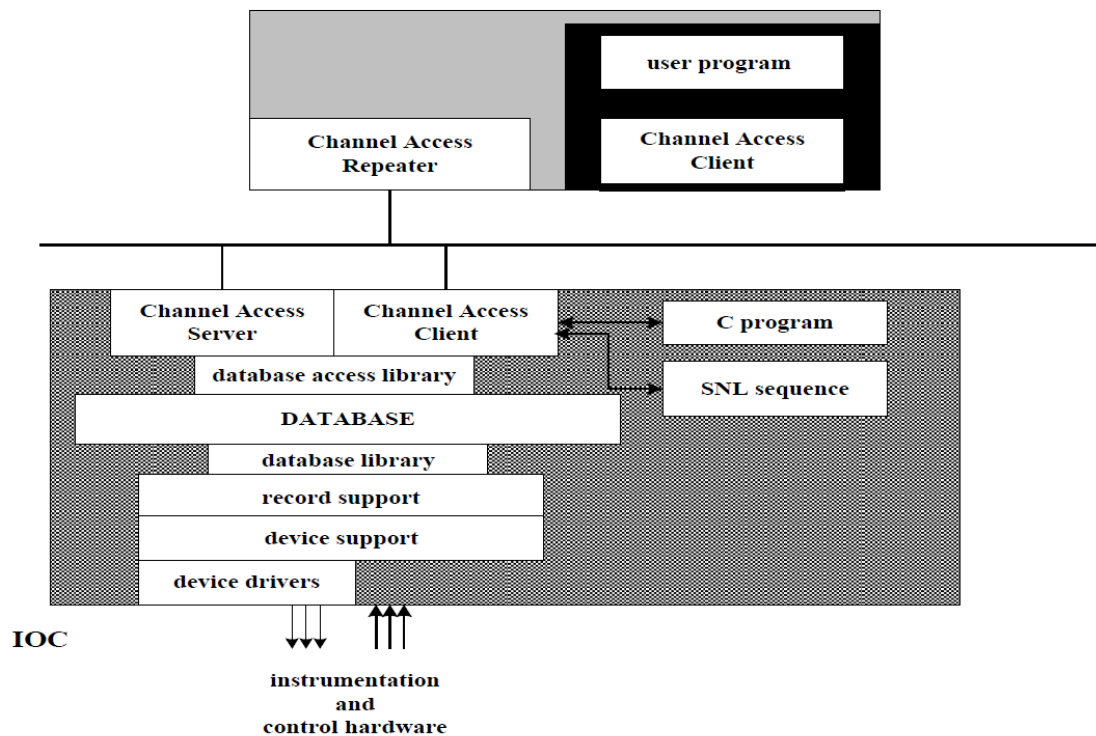 user program
Channel Access
Repeater
Channel Access
Client
Channel Access
Server
Channel Access
Client
C program
database access library
SNL sequence
DATABASE
database library
record support
device support
device drivers
IOC
instrumentation
and
control hardware